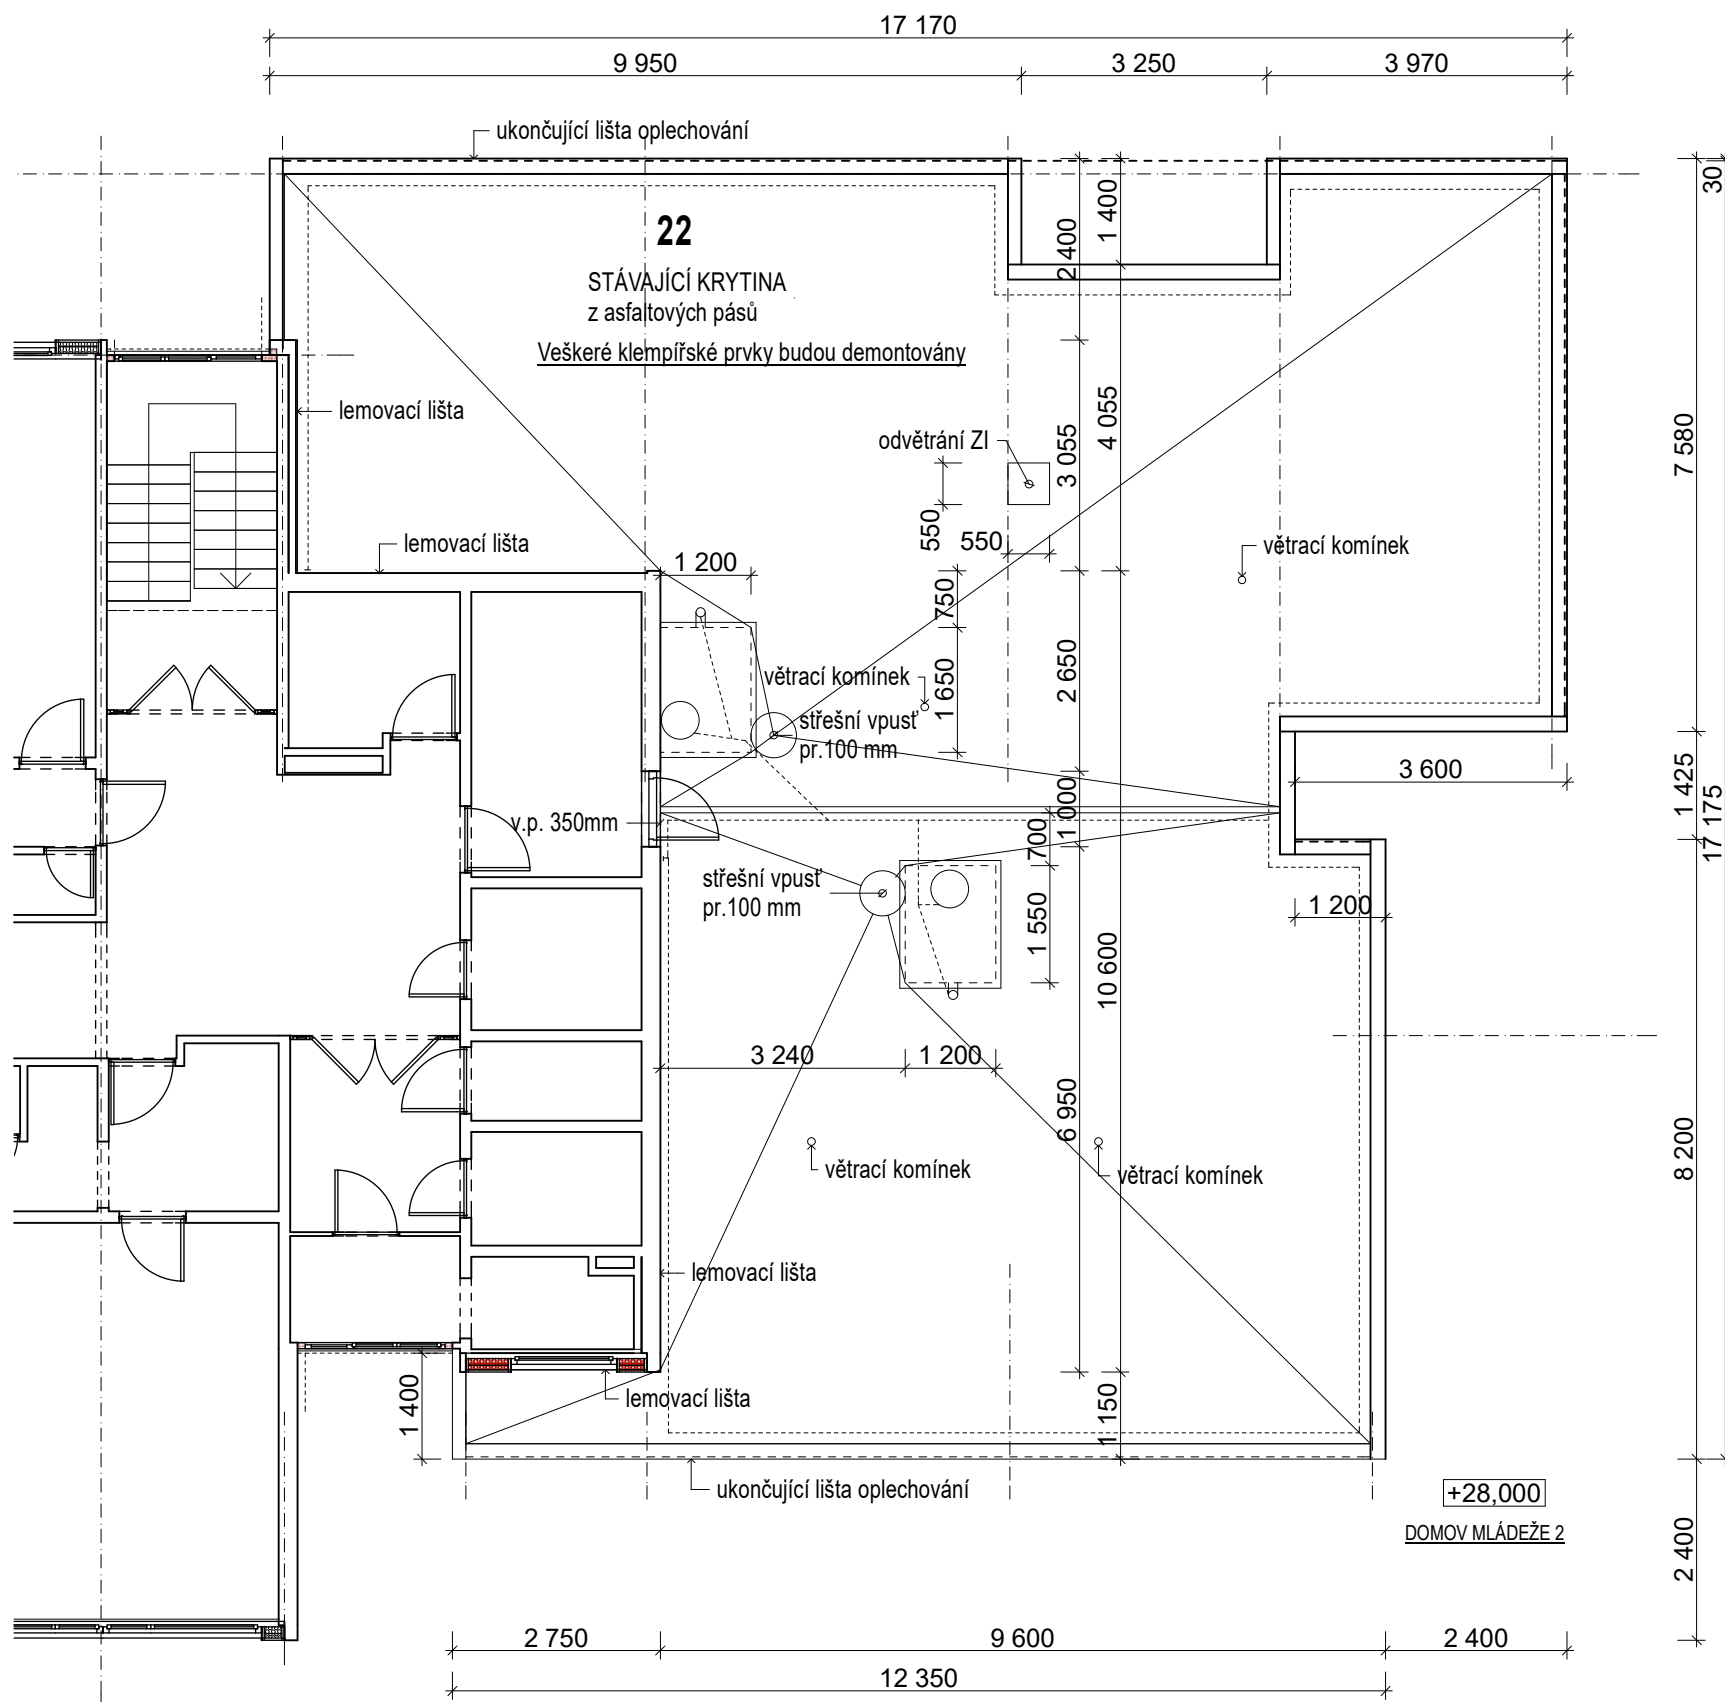 17 170
9 950
3 250
3 970
ukončující lišta oplechování
30
1 400
2 400
22
STÁVAJÍCÍ KRYTINA
z asfaltových pásů
Veškeré klempířské prvky budou demontovány
lemovací lišta
4 055
3 055
7 580
odvětrání ZI
550
550
lemovací lišta
větrací komínek
1 200
750
2 650
1 650
větrací komínek
střešní vpusť
pr.100 mm
3 600
1 425
1 000
17 175
v.p. 350mm
700
střešní vpusť
pr.100 mm
1 550
1 200
10 600
3 240
1 200
6 950
8 200
větrací komínek
větrací komínek
lemovací lišta
lemovací lišta
1 400
1 150
ukončující lišta oplechování
+28,000
DOMOV MLÁDEŽE 2
2 400
2 750
9 600
2 400
12 350